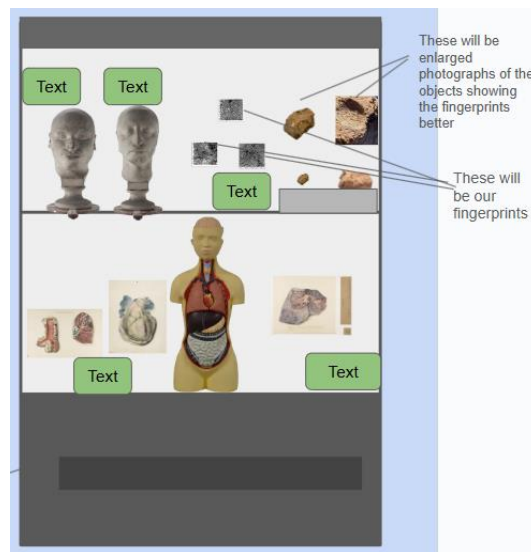 These will be
enlarged
photographs of the
objects showing
the fingerprints
better
Text
Text
These will
be our
fingerprints
Text
Text
Text